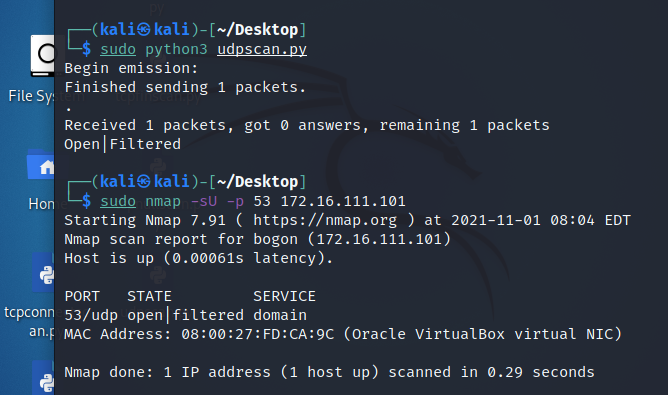 ┌──(kali㉿kali)-[~/Desktop]
└─$ sudo python3 udpscan.py
Begin emission:
Finished sending 1 packets.
.
Received 1 packets, got 0 answers, remaining 1 packets
Open|Filtered
┌──(kali㉿kali)-[~/Desktop]
└─$ sudo nmap -sU -p 53 172.16.111.101
Starting Nmap 7.91 ( https://nmap.org ) at 2021-11-01 08:04 EDT
Nmap scan report for bogon (172.16.111.101)
Host is up (0.00061s latency).
PORT   STATE         SERVICE
53/udp open|filtered domain
MAC Address: 08:00:27:FD:CA:9C (Oracle VirtualBox virtual NIC)
Nmap done: 1 IP address (1 host up) scanned in 0.29 seconds
File Sy
Hom
tcpconn
an.p